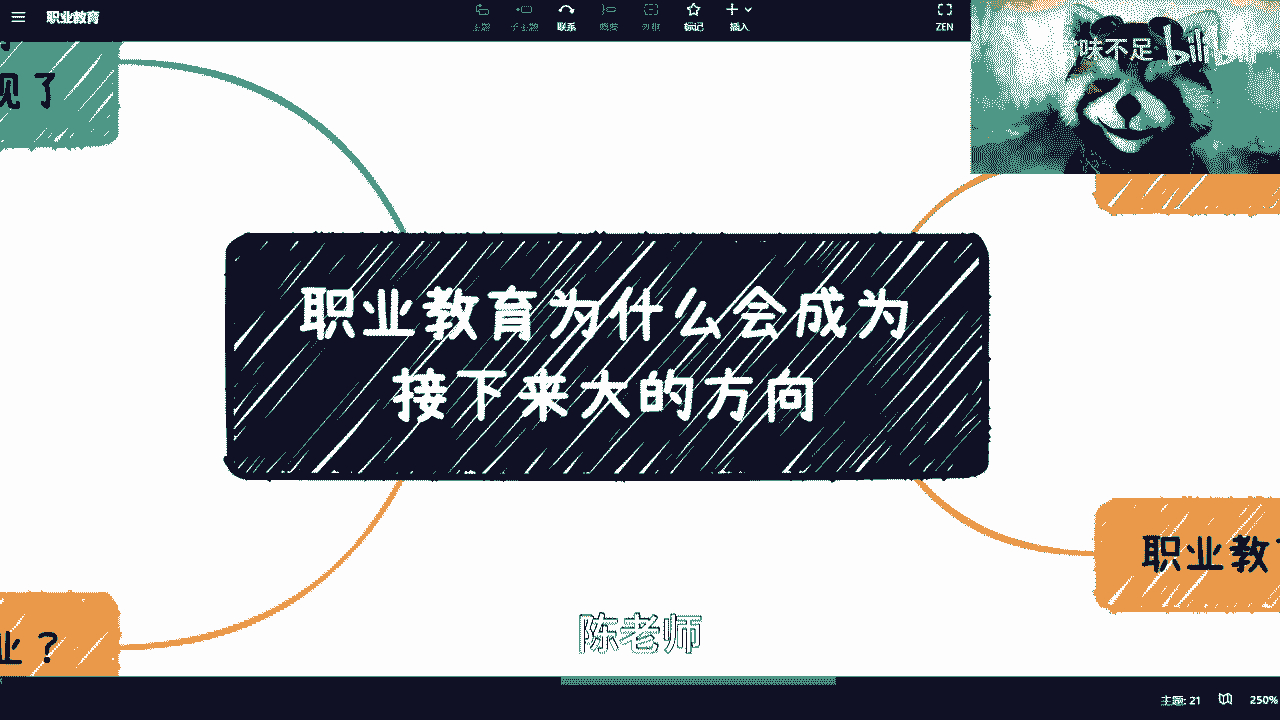 职业教育
主题
子主题
联系
概要
外框
标记
插入
ZEN
味不足 bilibili
现了
职业教育为什么会成为
接下来大的方向
职业教
业？
陈老师
主题: 21
250%